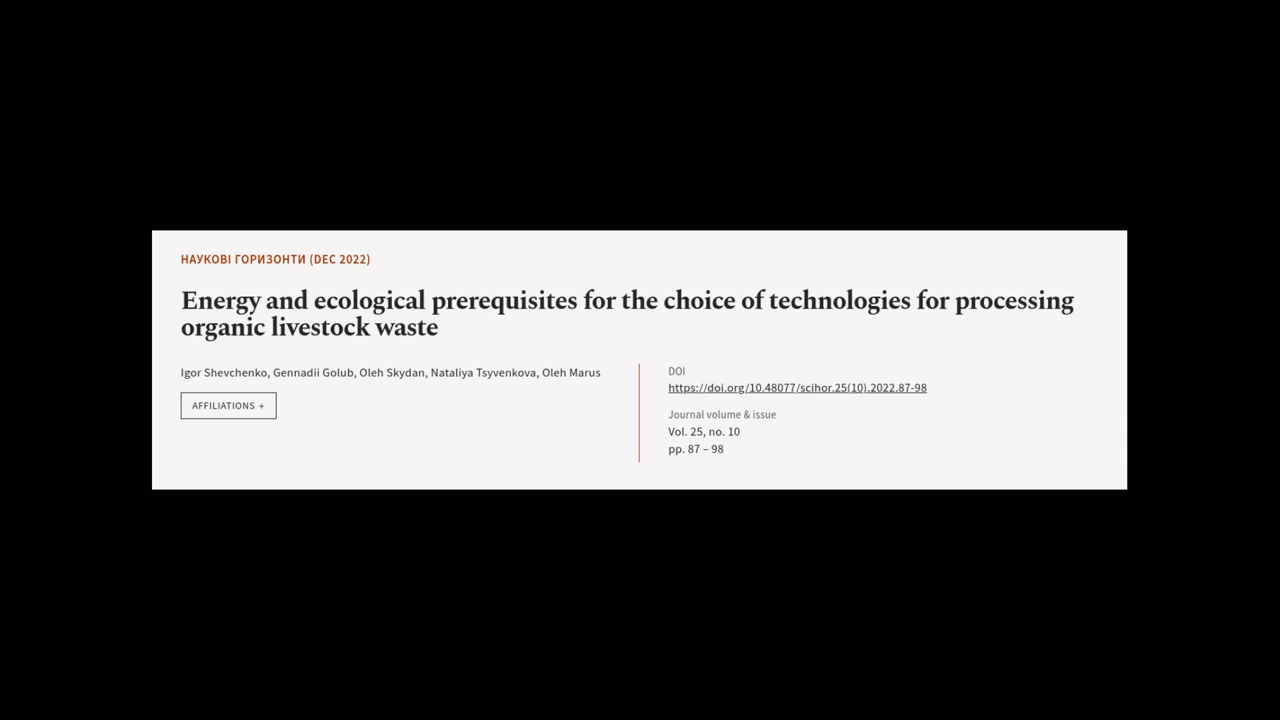 НАУКОВІ ГОРИЗОНТИ (DEC 2022)
Energy and ecological prerequisites for the choice of technologies for processing
organic livestock waste
Igor Shevchenko, Gennadii Golub, Oleh Skydan, Nataliya Tsyvenkova, Oleh Marus
AFFILIATIONS +
DOI
https://doi.org/10.48077/scihor.25(10).2022.87-98
Journal volume & issue
Vol. 25, no. 10
pp. 87 – 98